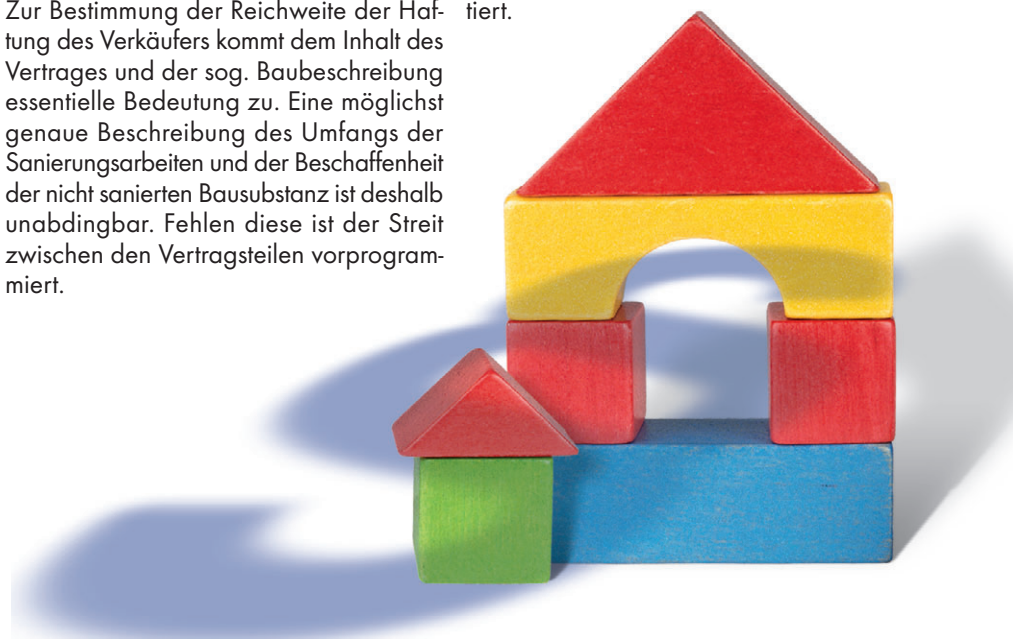 Zur Bestimmung der Reichweite der Haf-
tung des Verkäufers kommt dem Inhalt des
Vertrages und der sog. Baubeschreibung
essentielle Bedeutung zu. Eine möglichst
genaue Beschreibung des Umfangs der
Sanierungsarbeiten und der Beschaffenheit
der nicht sanierten Bausubstanz ist deshalb
unabdingbar. Fehlen diese ist der Streit
zwischen den Vertragsteilen vorprogram-
miert.
tiert.